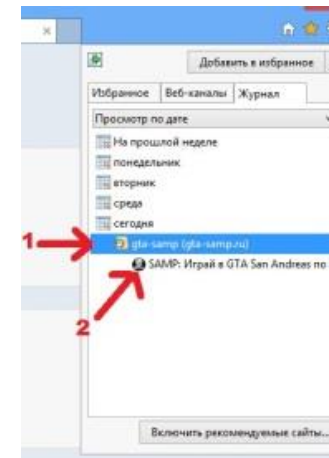 Добавить в избранное
Избранное Веб-каналы Журнал
Просмотр по дате
На прошлой неделе
понедельник
вторник
среда
сегодня
1 gta-samp (gta-samp.ru)
SAMP: Играй в GTA San Andreas по
2
Включить рекомендуемые сайты...